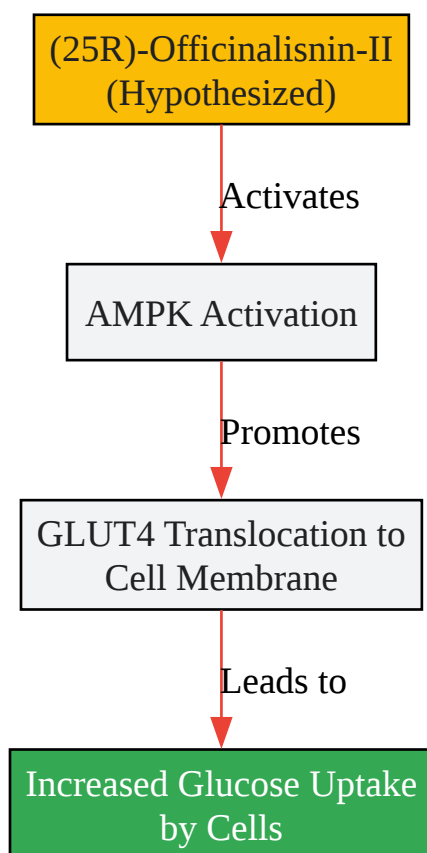 (25R)-Officinalisnin-II
(Hypothesized)
Activates
AMPK Activation
Promotes
GLUT4 Translocation to
Cell Membrane
Leads to
Increased Glucose Uptake
by Cells